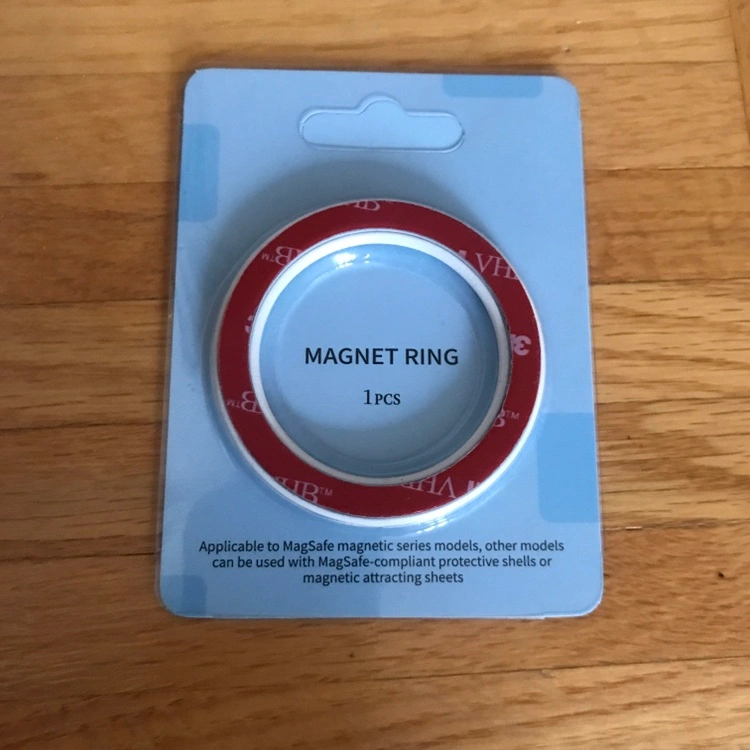 MAGNET RING
1PCS
Applicable to MagSafe magnetic series models, other models
can be used with MagSafe-compliant protective shells or
magnetic attracting sheets
VHB™